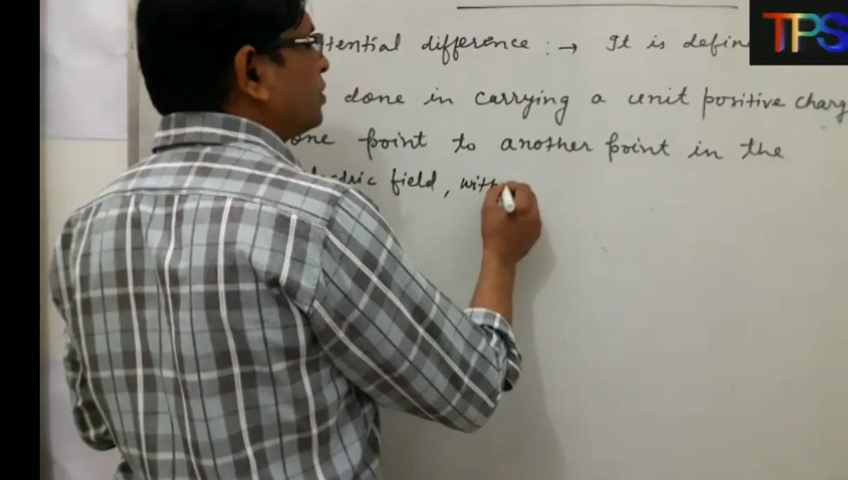 TPS
tential difference : → It is define
done in carrying a unit positive charg
one point to another point in the
ctric field, with